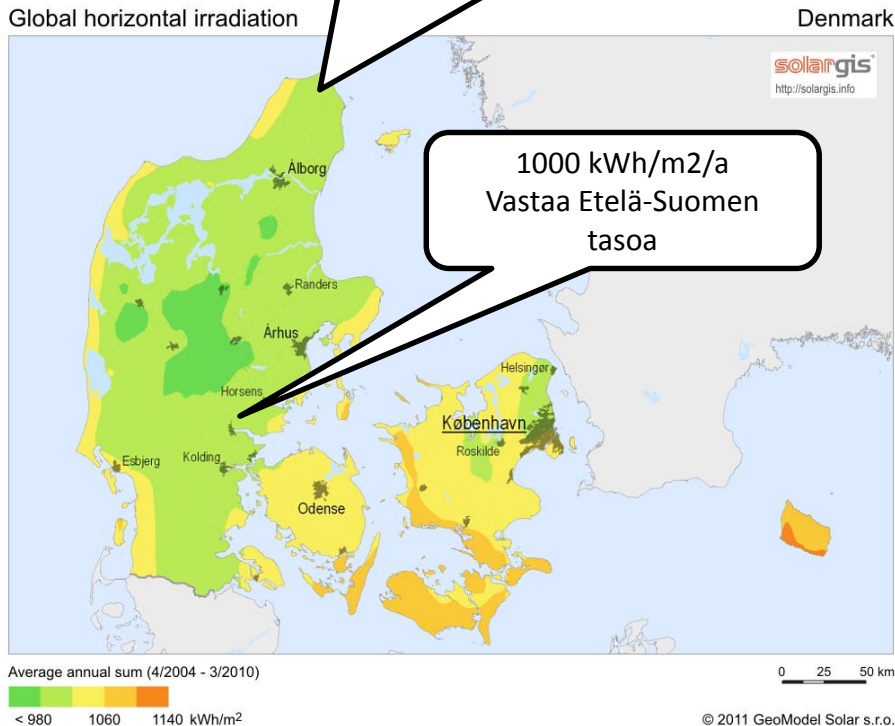 Global horizontal irradiation
Denmark
solargis
http://solargis.info
1000 kWh/m2/a
Vastaa Etelä-Suomen
tasoa
Ålborg
Randers
Århus
Horsens
Helsingør
København
Roskilde
Esbjerg
Kolding
Odense
Average annual sum (4/2004 - 3/2010)
0 25 50 km
< 980 1060 1140 kWh/m²
© 2011 GeoModel Solar s.r.o.